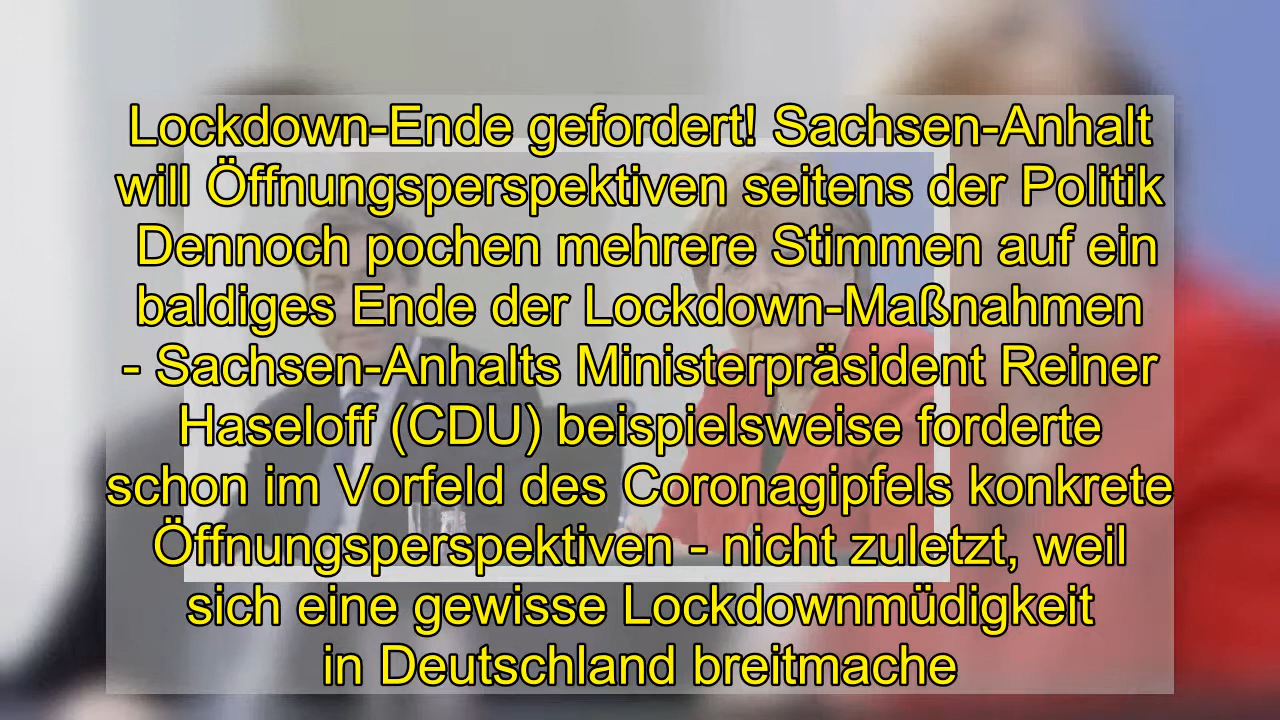 Lockdown-Ende gefordert! Sachsen-Anhalt
will Öffnungsperspektiven seitens der Politik
Dennoch pochen mehrere Stimmen auf ein
baldiges Ende der Lockdown-Maßnahmen
- Sachsen-Anhalts Ministerpräsident Reiner
Haseloff (CDU) beispielsweise forderte
schon im Vorfeld des Coronagipfels konkrete
Öffnungsperspektiven - nicht zuletzt, weil
sich eine gewisse Lockdownmüdigkeit
in Deutschland breitmache